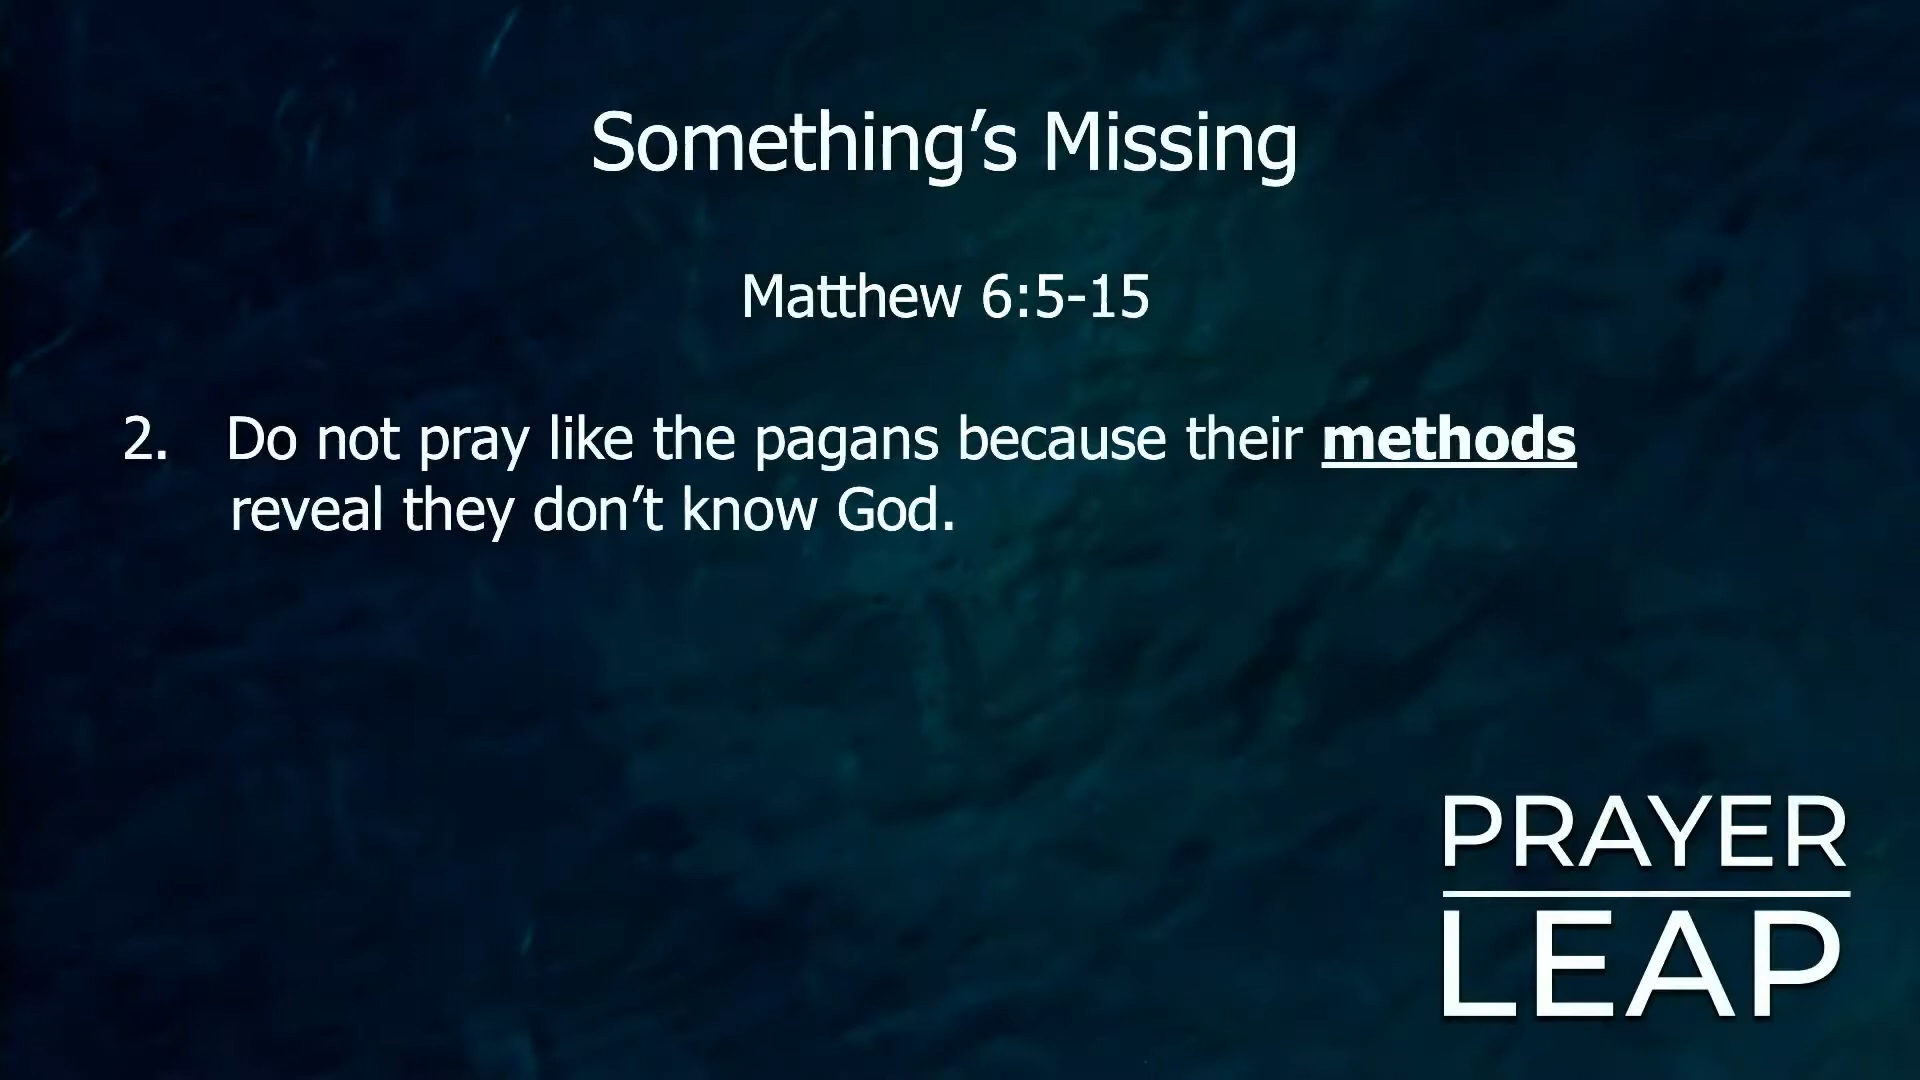 Something’s Missing
Matthew 6:5-15
2. Do not pray like the pagans because their methods
reveal they don’t know God.
PRAYER
LEAP